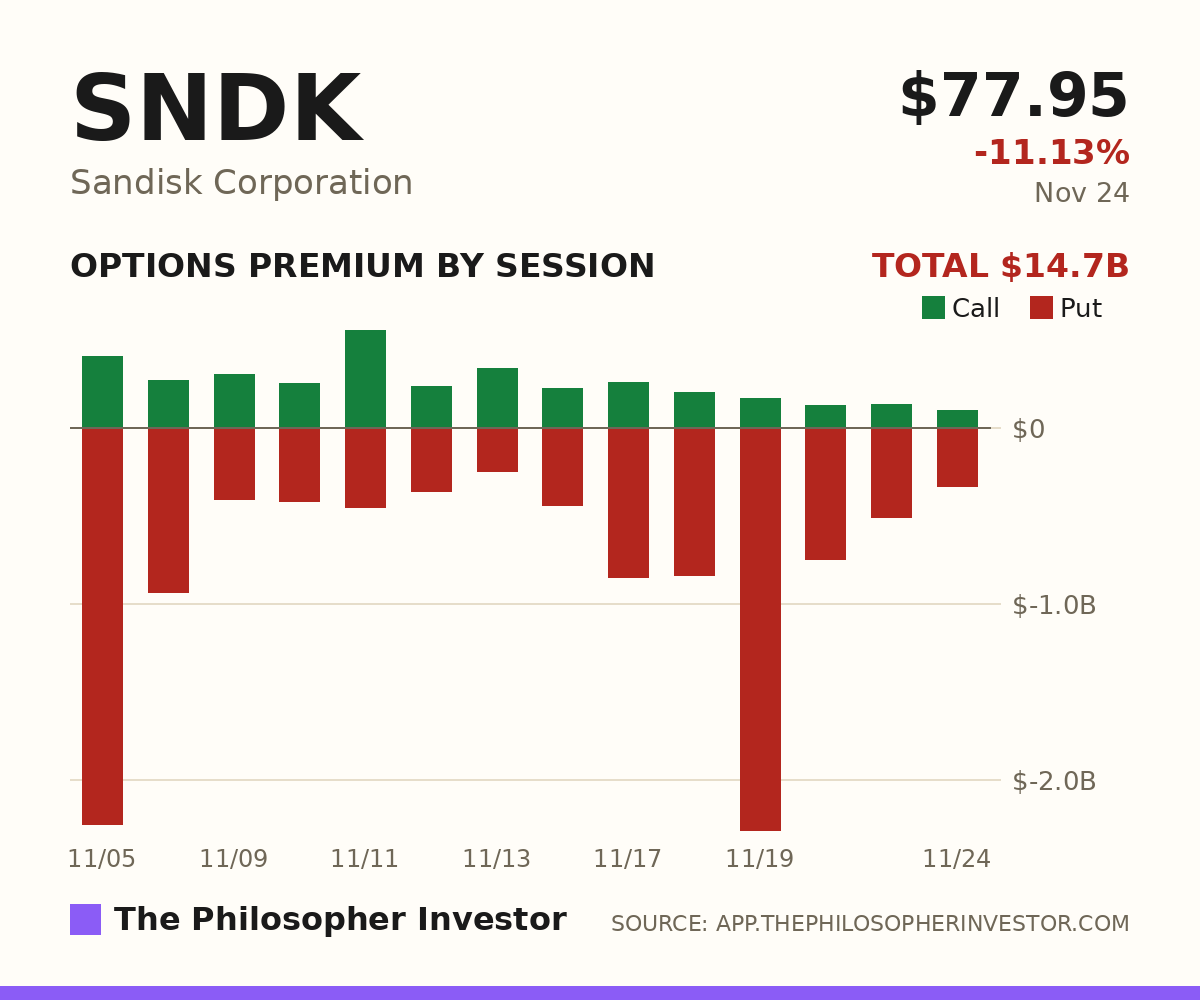 SNDK
$77.95
Sandisk Corporation
-11.13%
Nov 24
OPTIONS PREMIUM BY SESSION
TOTAL $14.7B
Call
Put
$0
$-1.0B
$-2.0B
11/05
11/09
11/11
11/13
11/17
11/19
11/24
The Philosopher Investor
SOURCE: APP.THEPHILOSOPHERINVESTOR.COM